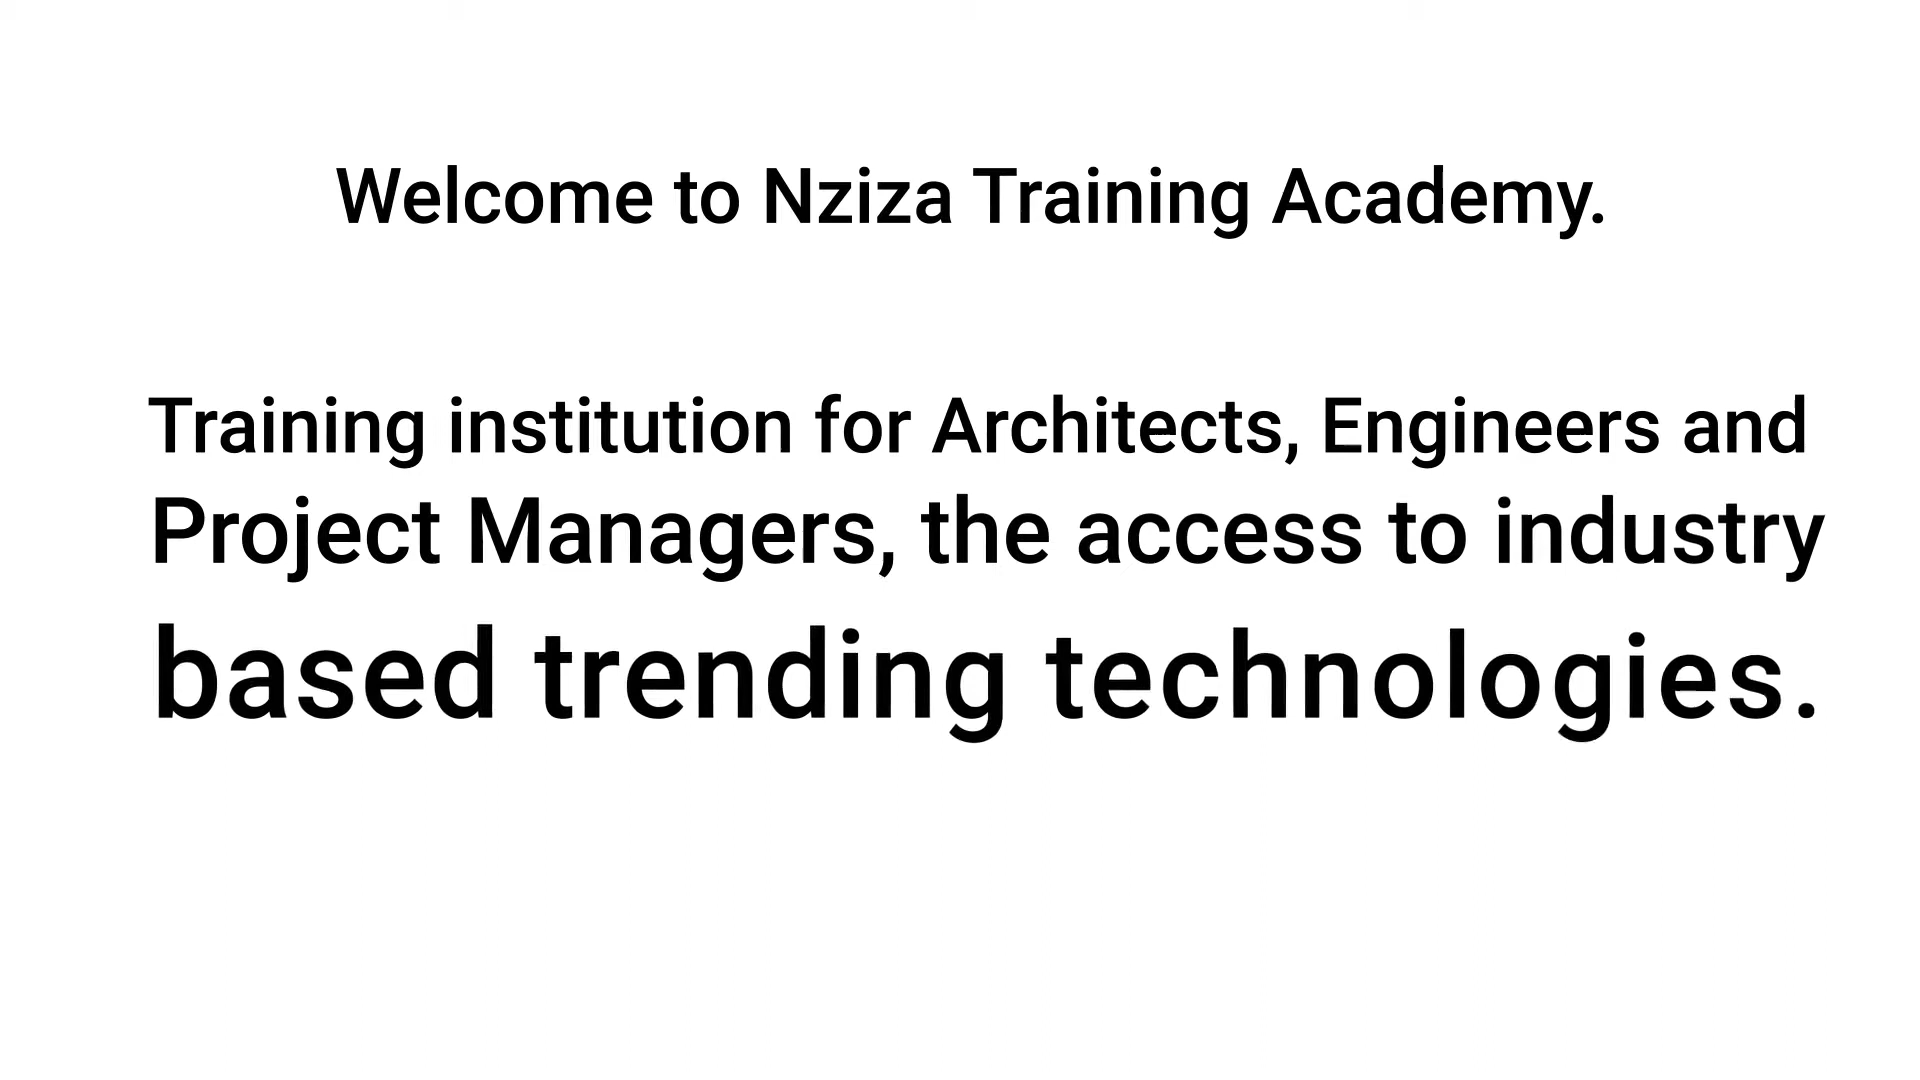 Welcome to Nziza Training Academy.
Training institution for Architects, Engineers and
Project Managers, the access to industry
based trending technologies.